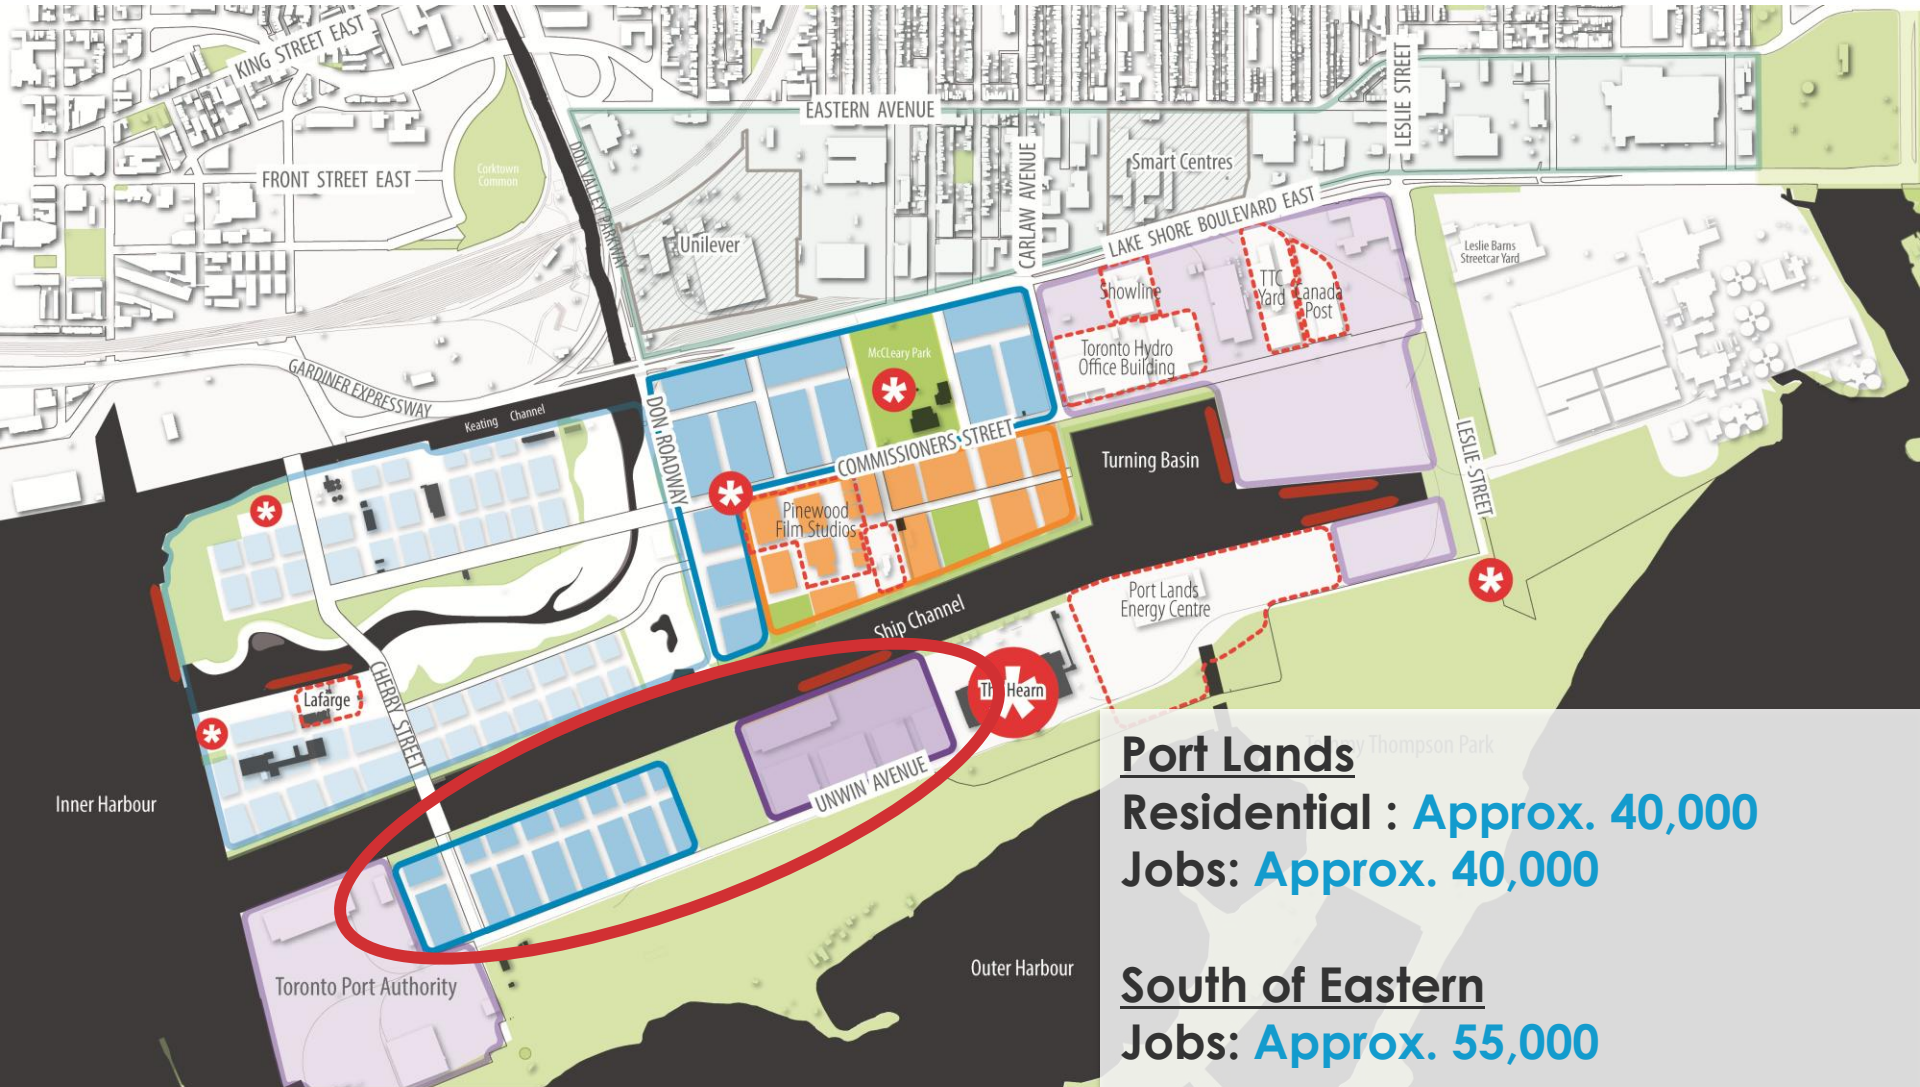 KING STREET EAST
EASTERN AVENUE
LESLIE STREET
FRONT STREET EAST
Corktown
Common
DON VALLEY PARKWAY
Smart Centres
CARLAW AVENUE
Unilever
LAKE SHORE BOULEVARD EAST
Leslie Barns
Streetcar Yard
Showline
TTC
Yard
Canada
Post
Toronto Hydro
Office Building
McCLeary Park
GARDINER EXPRESSWAY
Keating Channel
DON ROADWAY
COMMISSIONERS STREET
Turning Basin
LESLIE STREET
Pinewood
Film Studios
Port Lands
Energy Centre
Ship Channel
CHERRY STREET
Lafarge
The Hearn
UNWIN AVENUE
Inner Harbour
Tommy Thompson Park
Toronto Port Authority
Outer Harbour
Port Lands
Residential : Approx. 40,000
Jobs: Approx. 40,000
South of Eastern
Jobs: Approx. 55,000